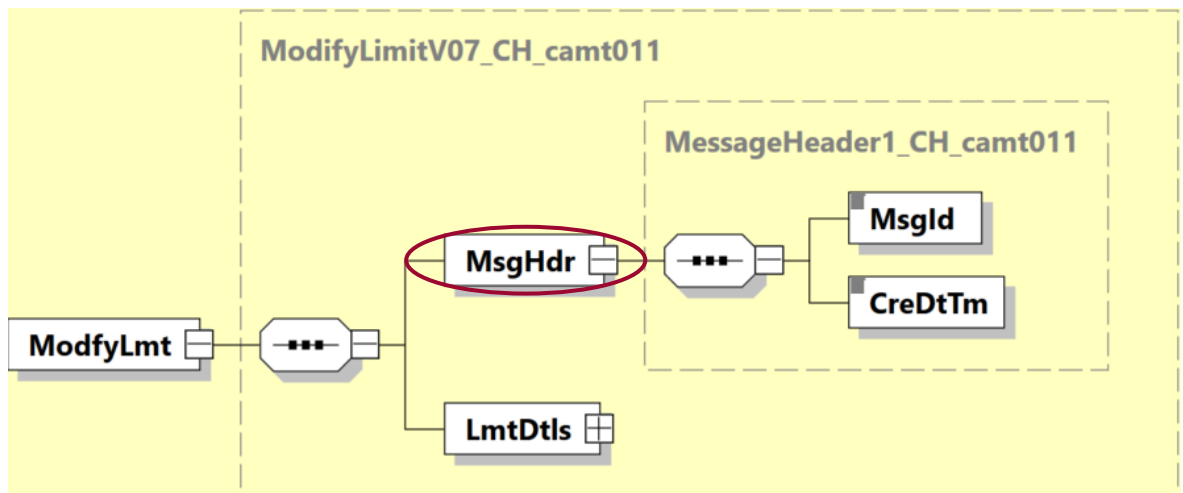 ModifyLimitV07_CH_camt011
MessageHeader1_CH_camt011
MsgId
MsgHdr
CreDtTm
ModfyLmt
LmtDtls